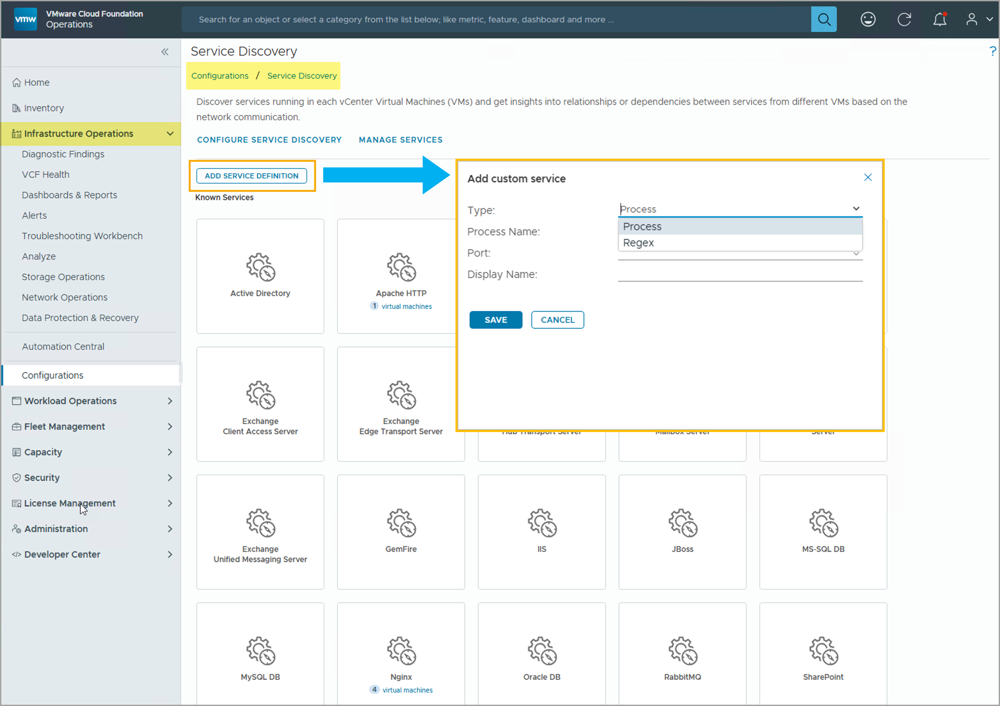 vmw
VMware Cloud Foundation
Operations
Search for an object or select a category from the list below; like metric, feature, dashboard and more ...
Home
Inventory
Infrastructure Operations
Diagnostic Findings
VCF Health
Dashboards & Reports
Alerts
Troubleshooting Workbench
Analyze
Storage Operations
Network Operations
Data Protection & Recovery
Automation Central
Configurations
Workload Operations
Fleet Management
Capacity
Security
License Management
Administration
Developer Center
Service Discovery
?
Configurations / Service Discovery
Discover services running in each vCenter Virtual Machines (VMs) and get insights into relationships or dependencies between services from different VMs based on the
network communication.
CONFIGURE SERVICE DISCOVERY MANAGE SERVICES
ADD SERVICE DEFINITION
Known Services
Add custom service
Type: Process
Process
Regex
Process Name:
Port:
Display Name:
SAVE CANCEL
Active Directory
Apache HTTP
1 virtual machines
Exchange
Client Access Server
Exchange
Edge Transport Server
Hub Transport Server
Mailbox Server
Server
Exchange
Unified Messaging Server
GemFire
IIS
JBoss
MS-SQL DB
MySQL DB
Nginx
4 virtual machines
Oracle DB
RabbitMQ
SharePoint